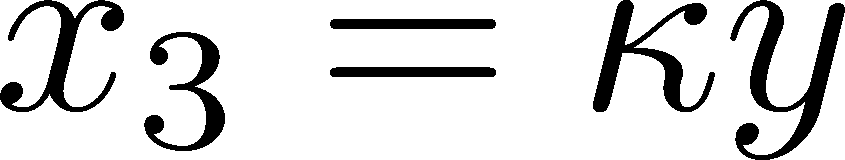 x₃ = κy